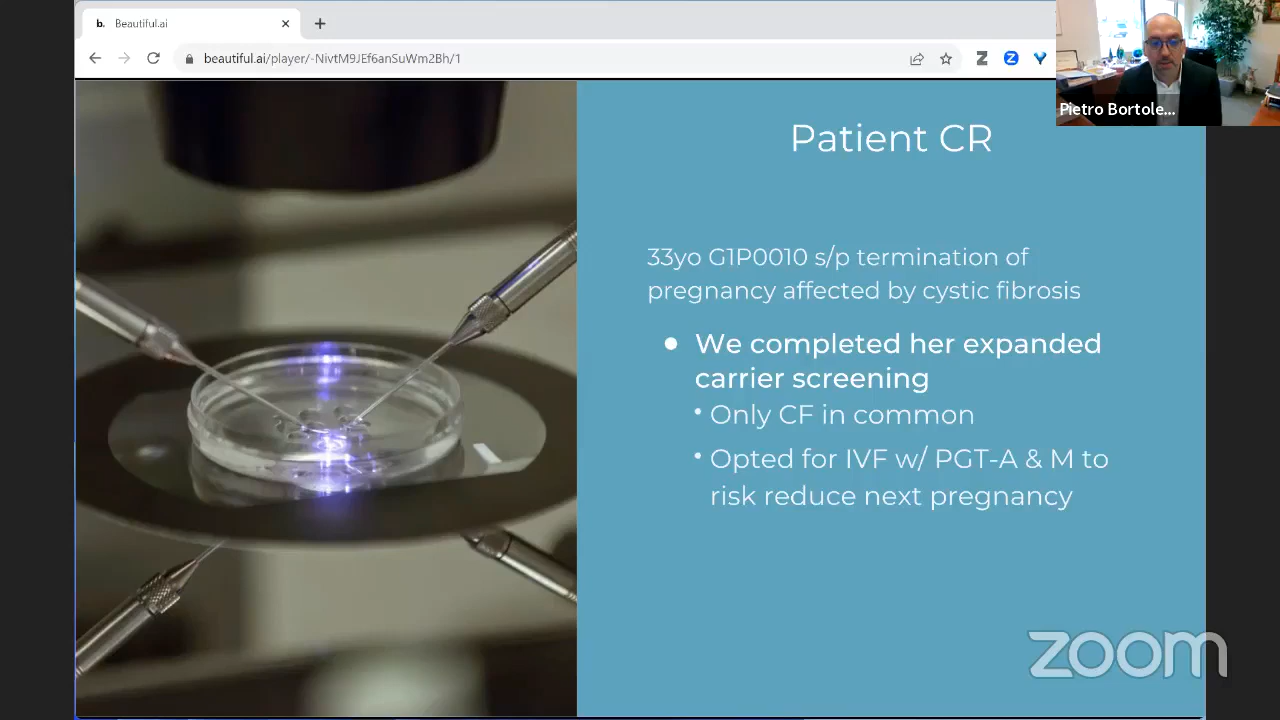 b. Beautiful.ai
beautiful.ai/player/-NivtM9JEf6anSuWW2Bh/1
Pietro Bortole...
Patient CR
33yo G1P0010 s/p termination of
pregnancy affected by cystic fibrosis
• We completed her expanded
carrier screening
• Only CF in common
• Opted for IVF w/ PGT-A & M to
risk reduce next pregnancy
zoom